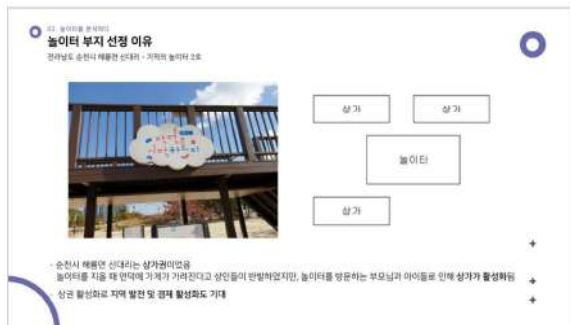 03. 놀이터를 분석하다
놀이터 부지 선정 이유
전라남도 순천시 해룡면 신대리 - 기적의 놀이터 2호
상가
상가
놀이터
상가
- 순천시 해룡면 신대리는 상가권이었음
놀이터를 지을 때 언덕에 가게가 가려진다고 상인들이 반발하였지만, 놀이터를 방문하는 부모님과 아이들로 인해 상가가 활성화됨
- 상권 활성화로 지역 발전 및 경제 활성화도 기대